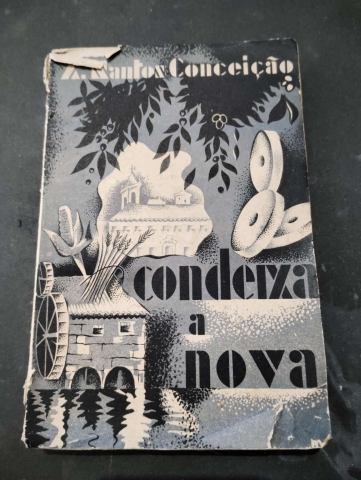 A. Santos Conceição
condeixa
a
nova